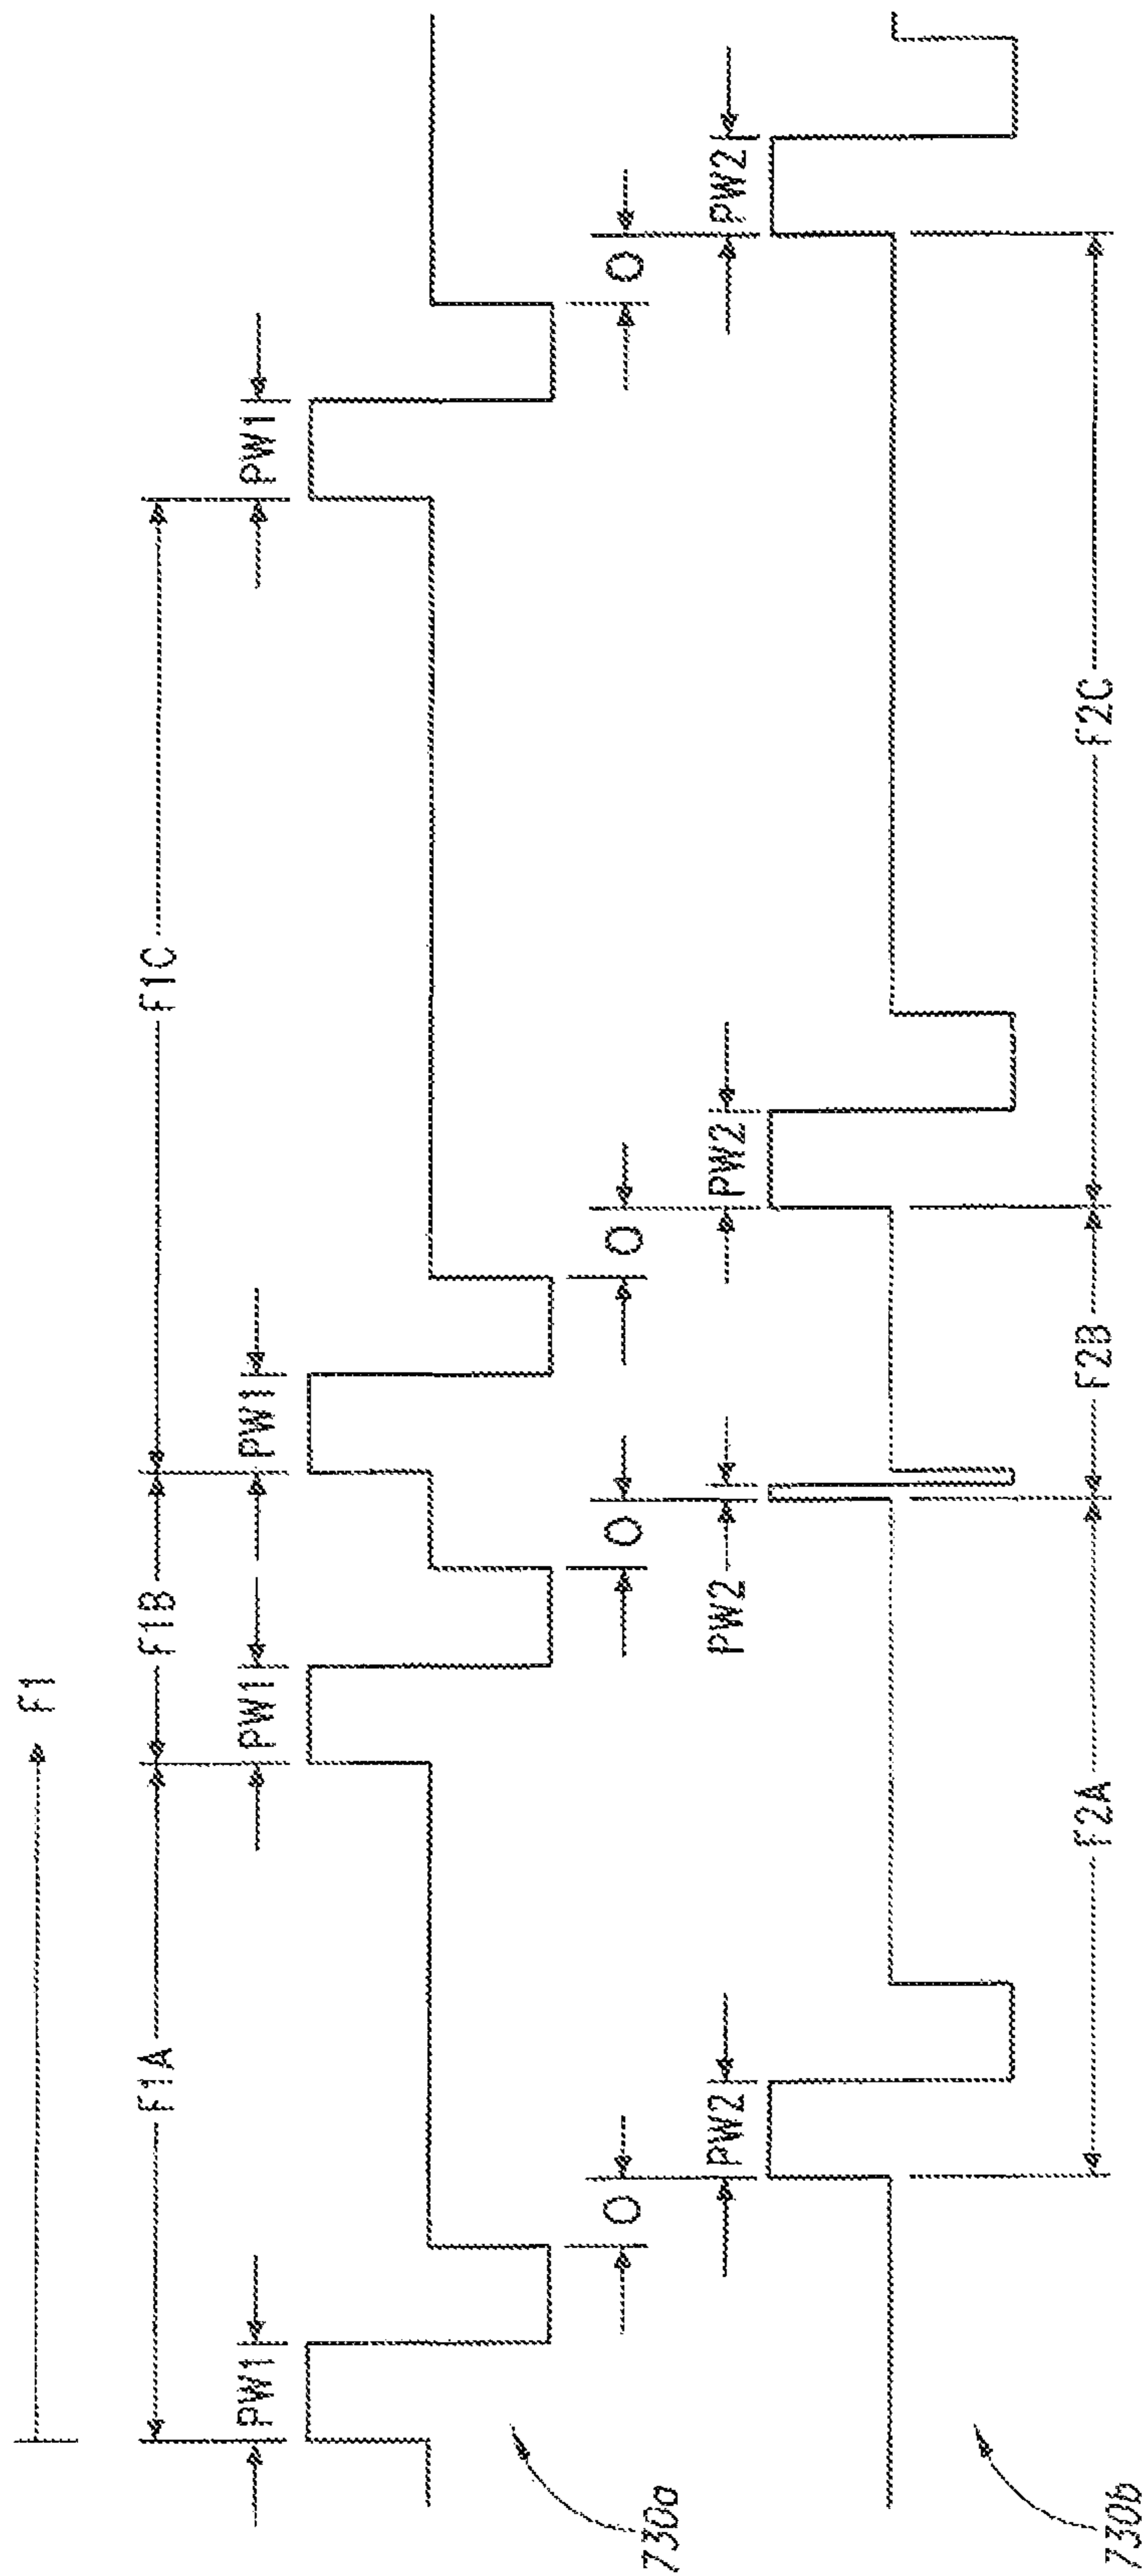 F1
F1A F1B F1C
PW1 PW1 PW1 PW1
730a
O O O O
PW2 PW2 PW2 PW2
730b
F2A F2B F2C